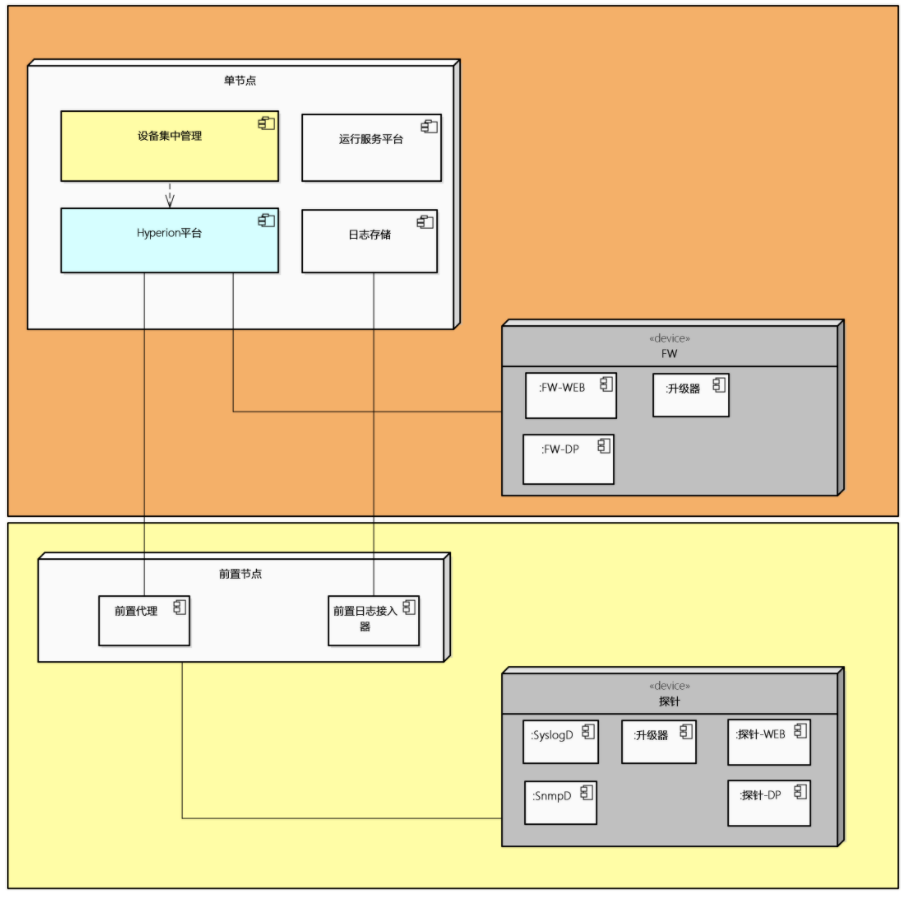 单节点
设备集中管理
运行服务平台
Hyperion平台
日志存储
«device»
FW
:FW-WEB
:升级器
:FW-DP
前置节点
前置代理
前置日志接入
器
«device»
探针
:SyslogD
:升级器
:探针-WEB
:SnmpD
:探针-DP